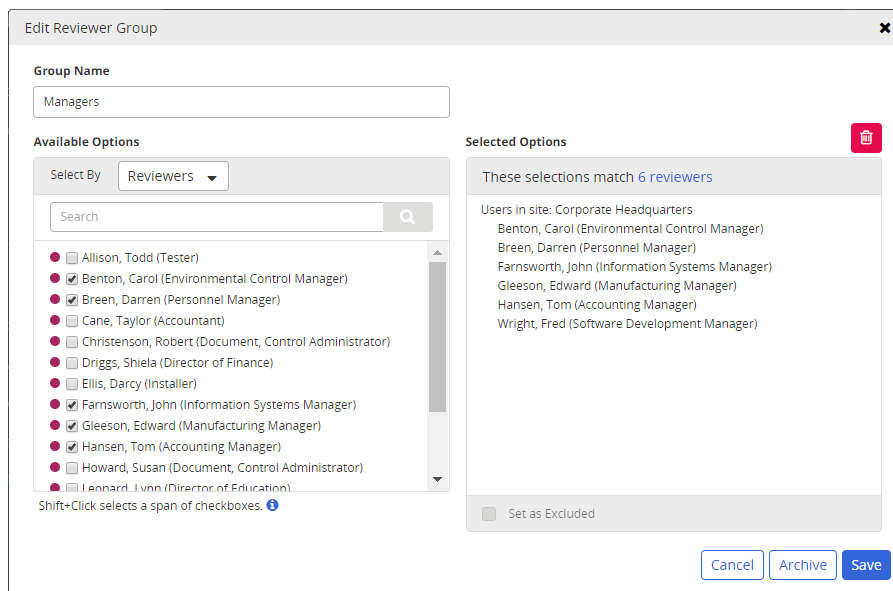 Edit Reviewer Group
Group Name
Managers
Available Options
Select By Reviewers
Search
Allison, Todd (Tester)
Benton, Carol (Environmental Control Manager)
Breen, Darren (Personnel Manager)
Cane, Taylor (Accountant)
Christenson, Robert (Document, Control Administrator)
Driggs, Shiela (Director of Finance)
Ellis, Darcy (Installer)
Farnsworth, John (Information Systems Manager)
Gleeson, Edward (Manufacturing Manager)
Hansen, Tom (Accounting Manager)
Howard, Susan (Document, Control Administrator)
Leonard, Lynn (Director of Education)
Shift+Click selects a span of checkboxes.
Selected Options
These selections match 6 reviewers
Users in site: Corporate Headquarters
Benton, Carol (Environmental Control Manager)
Breen, Darren (Personnel Manager)
Farnsworth, John (Information Systems Manager)
Gleeson, Edward (Manufacturing Manager)
Hansen, Tom (Accounting Manager)
Wright, Fred (Software Development Manager)
Set as Excluded
Cancel
Archive
Save